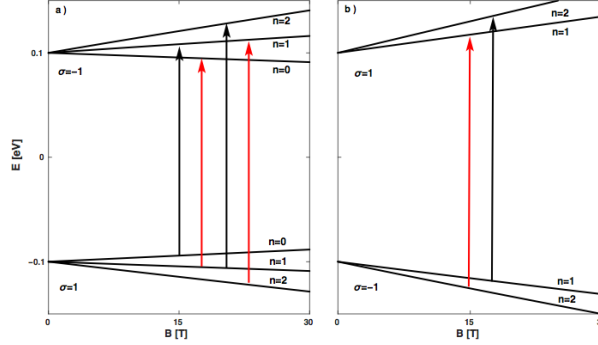 a )
n=2
n=1
n=0
σ=−1
0.1
0
−0.1
E [eV]
n=0
n=1
n=2
σ=1
0
15
30
B [T]
b )
n=2
n=1
σ=1
n=1
n=2
σ=−1
0
15
B [T]